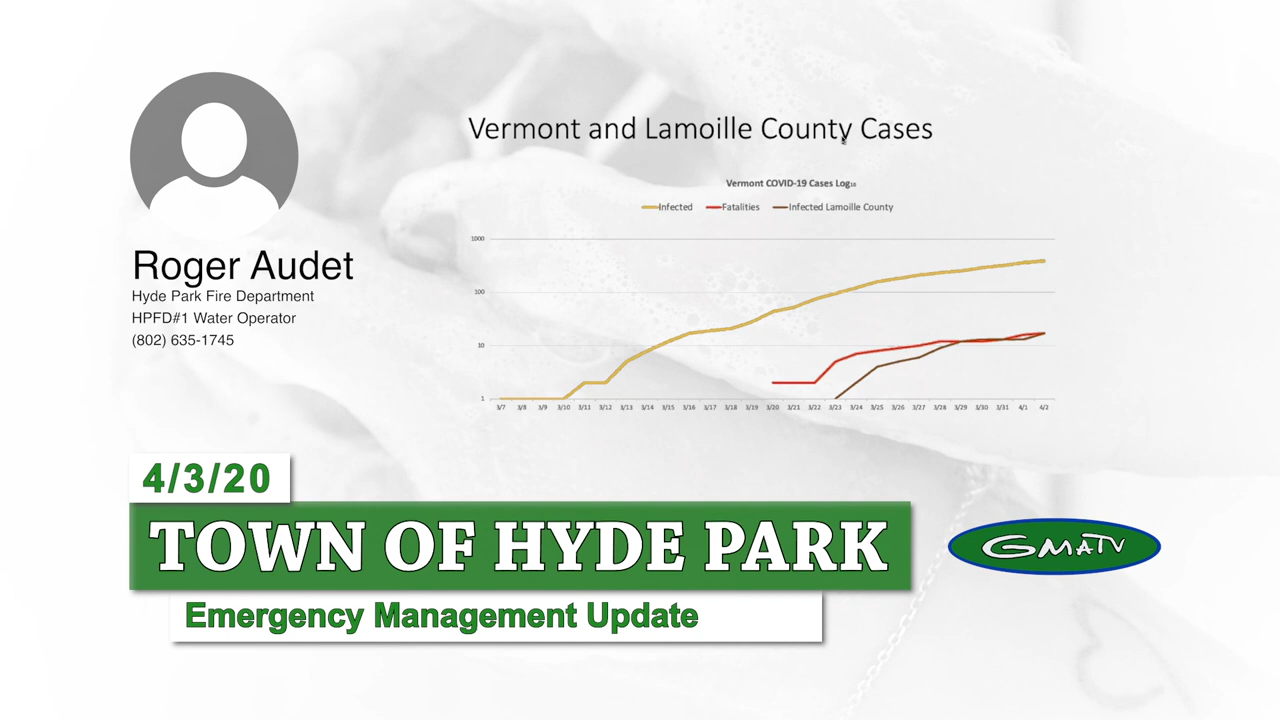 Vermont and Lamoille County Cases
Vermont COVID-19 Cases Log10
Infected Fatalities Infected Lamoille County
1000
100
10
1
3/7 3/8 3/9 3/10 3/11 3/12 3/13 3/14 3/15 3/16 3/17 3/18 3/19 3/20 3/21 3/22 3/23 3/24 3/25 3/26 3/27 3/28 3/29 3/30 3/31 4/1 4/2
Roger Audet
Hyde Park Fire Department
HPFD#1 Water Operator
(802) 635-1745
4/3/20
TOWN OF HYDE PARK
GMATV
Emergency Management Update